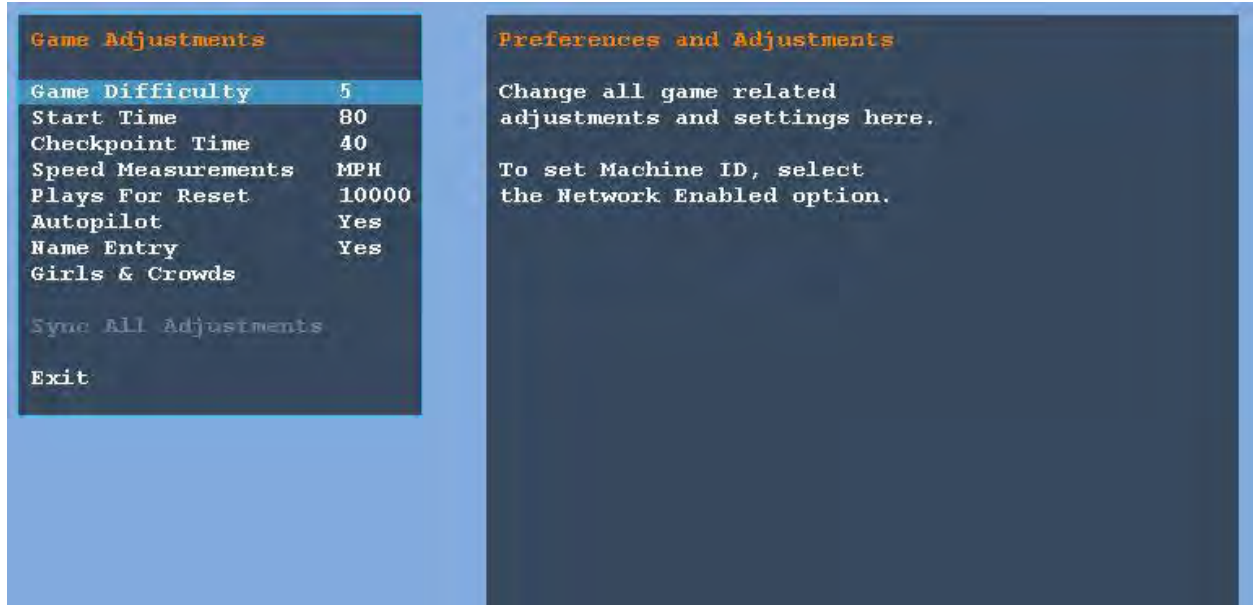 Game Adjustments
Game Difficulty 5
Start Time 80
Checkpoint Time 40
Speed Measurements MPH
Plays For Reset 10000
Autopilot Yes
Name Entry Yes
Girls & Crowds
Sync All Adjustments
Exit
Preferences and Adjustments
Change all game related
adjustments and settings here.
To set Machine ID, select
the Network Enabled option.